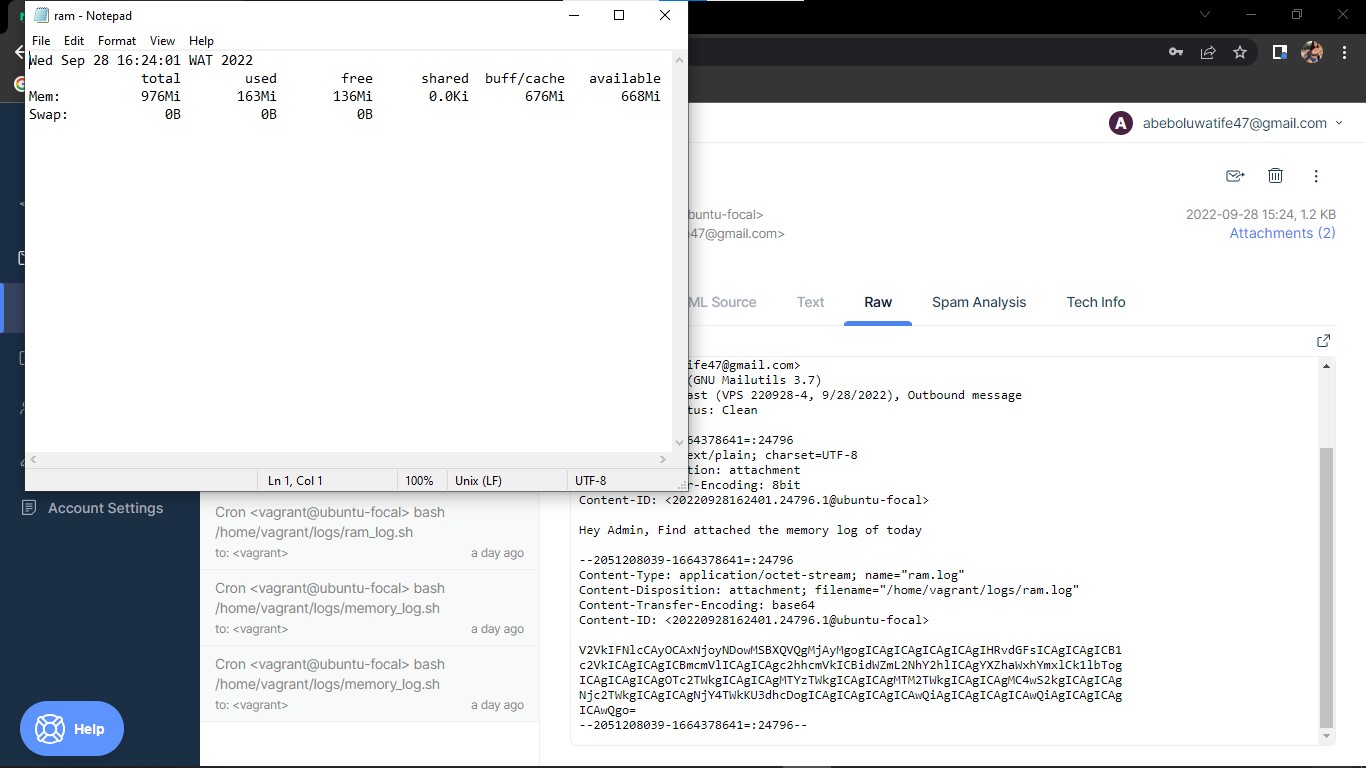 ram - Notepad
File Edit Format View Help
Wed Sep 28 16:24:01 WAT 2022
total used free shared buff/cache available
Mem: 976Mi 163Mi 136Mi 0.0Ki 676Mi 668Mi
Swap: 0B 0B 0B
Ln 1, Col 1 100% Unix (LF) UTF-8
A abeboluwatife47@gmail.com
buntu-focal> 2022-09-28 15:24, 1.2 KB
47@gmail.com> Attachments (2)
ML Source Text Raw Spam Analysis Tech Info
ife47@gmail.com>
(GNU Mailutils 3.7)
ast (VPS 220928-4, 9/28/2022), Outbound message
tus: Clean
64378641=:24796
ext/plain; charset=UTF-8
tion: attachment
r-Encoding: 8bit
Content-ID: <20220928162401.24796.1@ubuntu-focal>
Hey Admin, Find attached the memory log of today
--2051208039-1664378641=:24796
Content-Type: application/octet-stream; name="ram.log"
Content-Disposition: attachment; filename="/home/vagrant/logs/ram.log"
Content-Transfer-Encoding: base64
Content-ID: <20220928162401.24796.1@ubuntu-focal>
V2VkIFNlcCAyOCAxNjoyNDowMSBXQVQgMjAyMgogICAgICAgICAgICAgIHRvdGFsICAgICAgICB1
c2VkICAgICAgICBmcmVlICAgICAgc2hhcmVkICBidWZmL2NhY2hlICAgYXZhaWxhYmxlCk1lbTog
ICAgICAgICAgOTc2TWkgICAgICAgMTYzTWkgICAgICAgMTM2TWkgICAgICAgMC4wS2kgICAgICAg
Njc2TWkgICAgICAgNjY4TWkKU3dhcDogICAgICAgICAgICAwQiAgICAgICAgICAwQiAgICAgICAg
ICAwQgo=
--2051208039-1664378641=:24796--
Account Settings
Cron <vagrant@ubuntu-focal> bash
/home/vagrant/logs/ram_log.sh
to: <vagrant> a day ago
Cron <vagrant@ubuntu-focal> bash
/home/vagrant/logs/memory_log.sh
to: <vagrant> a day ago
Cron <vagrant@ubuntu-focal> bash
/home/vagrant/logs/memory_log.sh
to: <vagrant> a day ago
Help